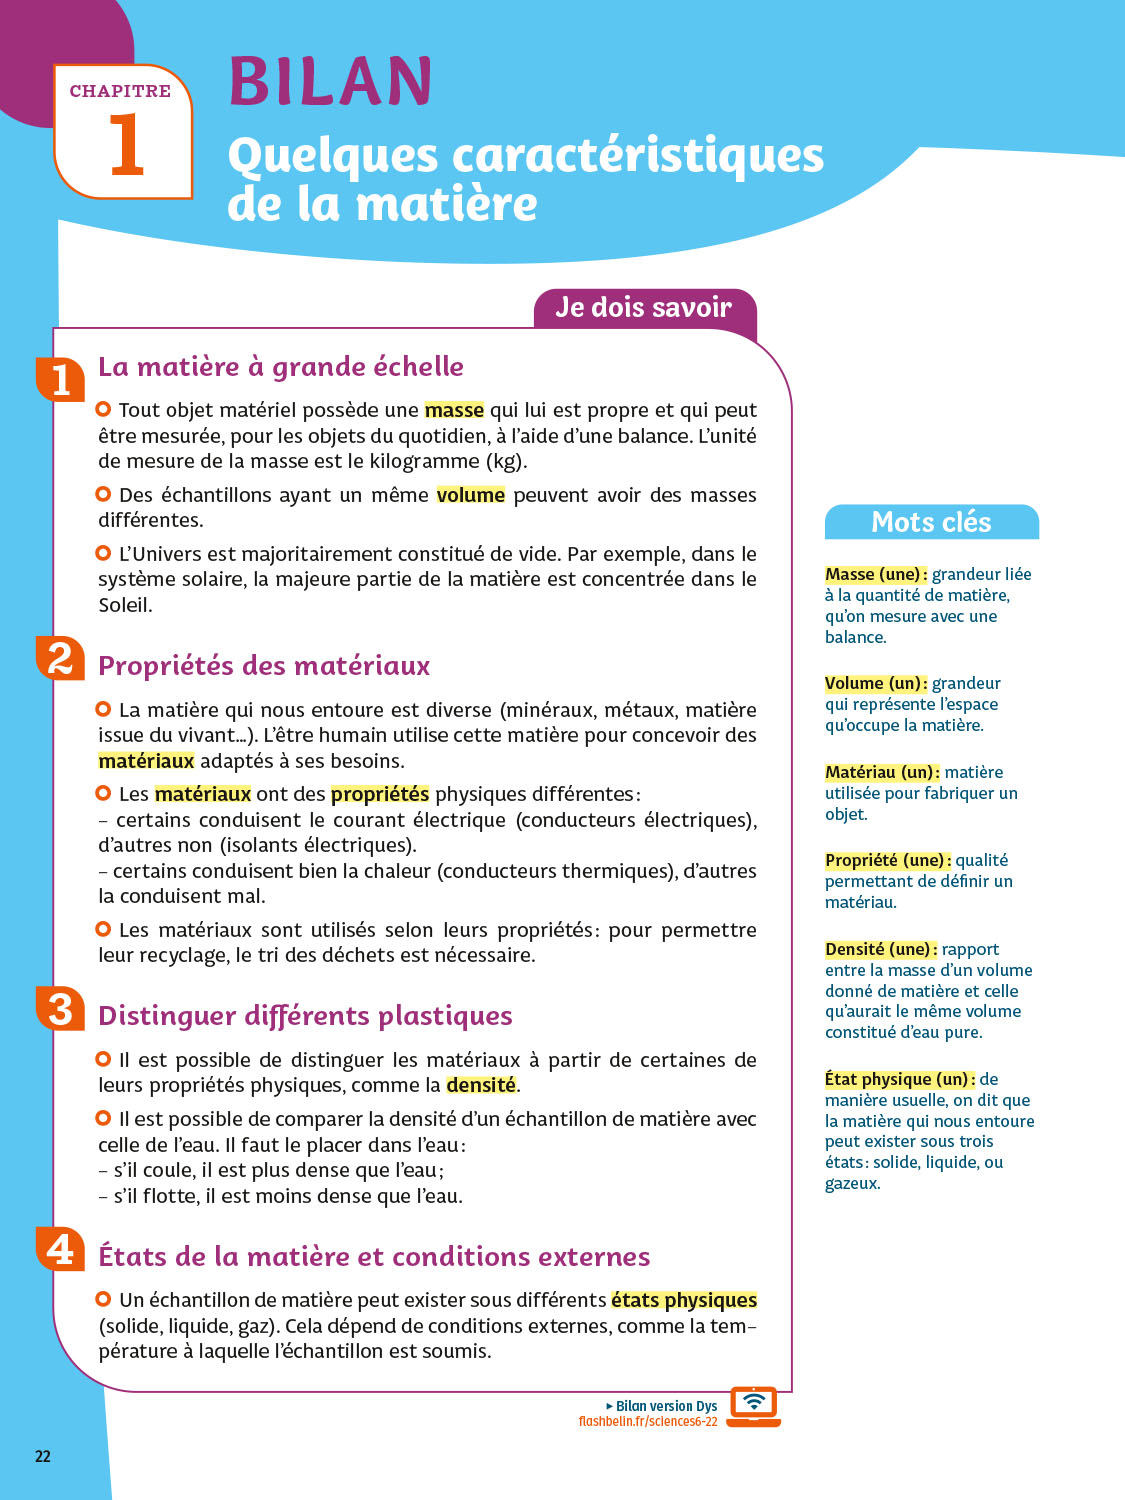 CHAPITRE
1
BILAN
Quelques caractéristiques
de la matière
Je dois savoir
1
La matière à grande échelle
Tout objet matériel possède une masse qui lui est propre et qui peut
être mesurée, pour les objets du quotidien, à l'aide d'une balance. L'unité
de mesure de la masse est le kilogramme (kg).
Des échantillons ayant un même volume peuvent avoir des masses
différentes.
L'Univers est majoritairement constitué de vide. Par exemple, dans le
système solaire, la majeure partie de la matière est concentrée dans le
Soleil.
2
Propriétés des matériaux
La matière qui nous entoure est diverse (minéraux, métaux, matière
issue du vivant...). L'être humain utilise cette matière pour concevoir des
matériaux adaptés à ses besoins.
Les matériaux ont des propriétés physiques différentes :
– certains conduisent le courant électrique (conducteurs électriques),
d'autres non (isolants électriques).
– certains conduisent bien la chaleur (conducteurs thermiques), d'autres
la conduisent mal.
Les matériaux sont utilisés selon leurs propriétés : pour permettre
leur recyclage, le tri des déchets est nécessaire.
3
Distinguer différents plastiques
Il est possible de distinguer les matériaux à partir de certaines de
leurs propriétés physiques, comme la densité.
Il est possible de comparer la densité d'un échantillon de matière avec
celle de l'eau. Il faut le placer dans l'eau :
– s'il coule, il est plus dense que l'eau ;
– s'il flotte, il est moins dense que l'eau.
4
États de la matière et conditions externes
Un échantillon de matière peut exister sous différents états physiques
(solide, liquide, gaz). Cela dépend de conditions externes, comme la tem-
pérature à laquelle l'échantillon est soumis.
Mots clés
Masse (une) : grandeur liée
à la quantité de matière,
qu'on mesure avec une
balance.
Volume (un) : grandeur
qui représente l'espace
qu'occupe la matière.
Matériau (un) : matière
utilisée pour fabriquer un
objet.
Propriété (une) : qualité
permettant de définir un
matériau.
Densité (une) : rapport
entre la masse d'un volume
donné de matière et celle
qu'aurait le même volume
constitué d'eau pure.
État physique (un) : de
manière usuelle, on dit que
la matière qui nous entoure
peut exister sous trois
états : solide, liquide, ou
gazeux.
▸ Bilan version Dys
flashbelin.fr/sciences6-22
22